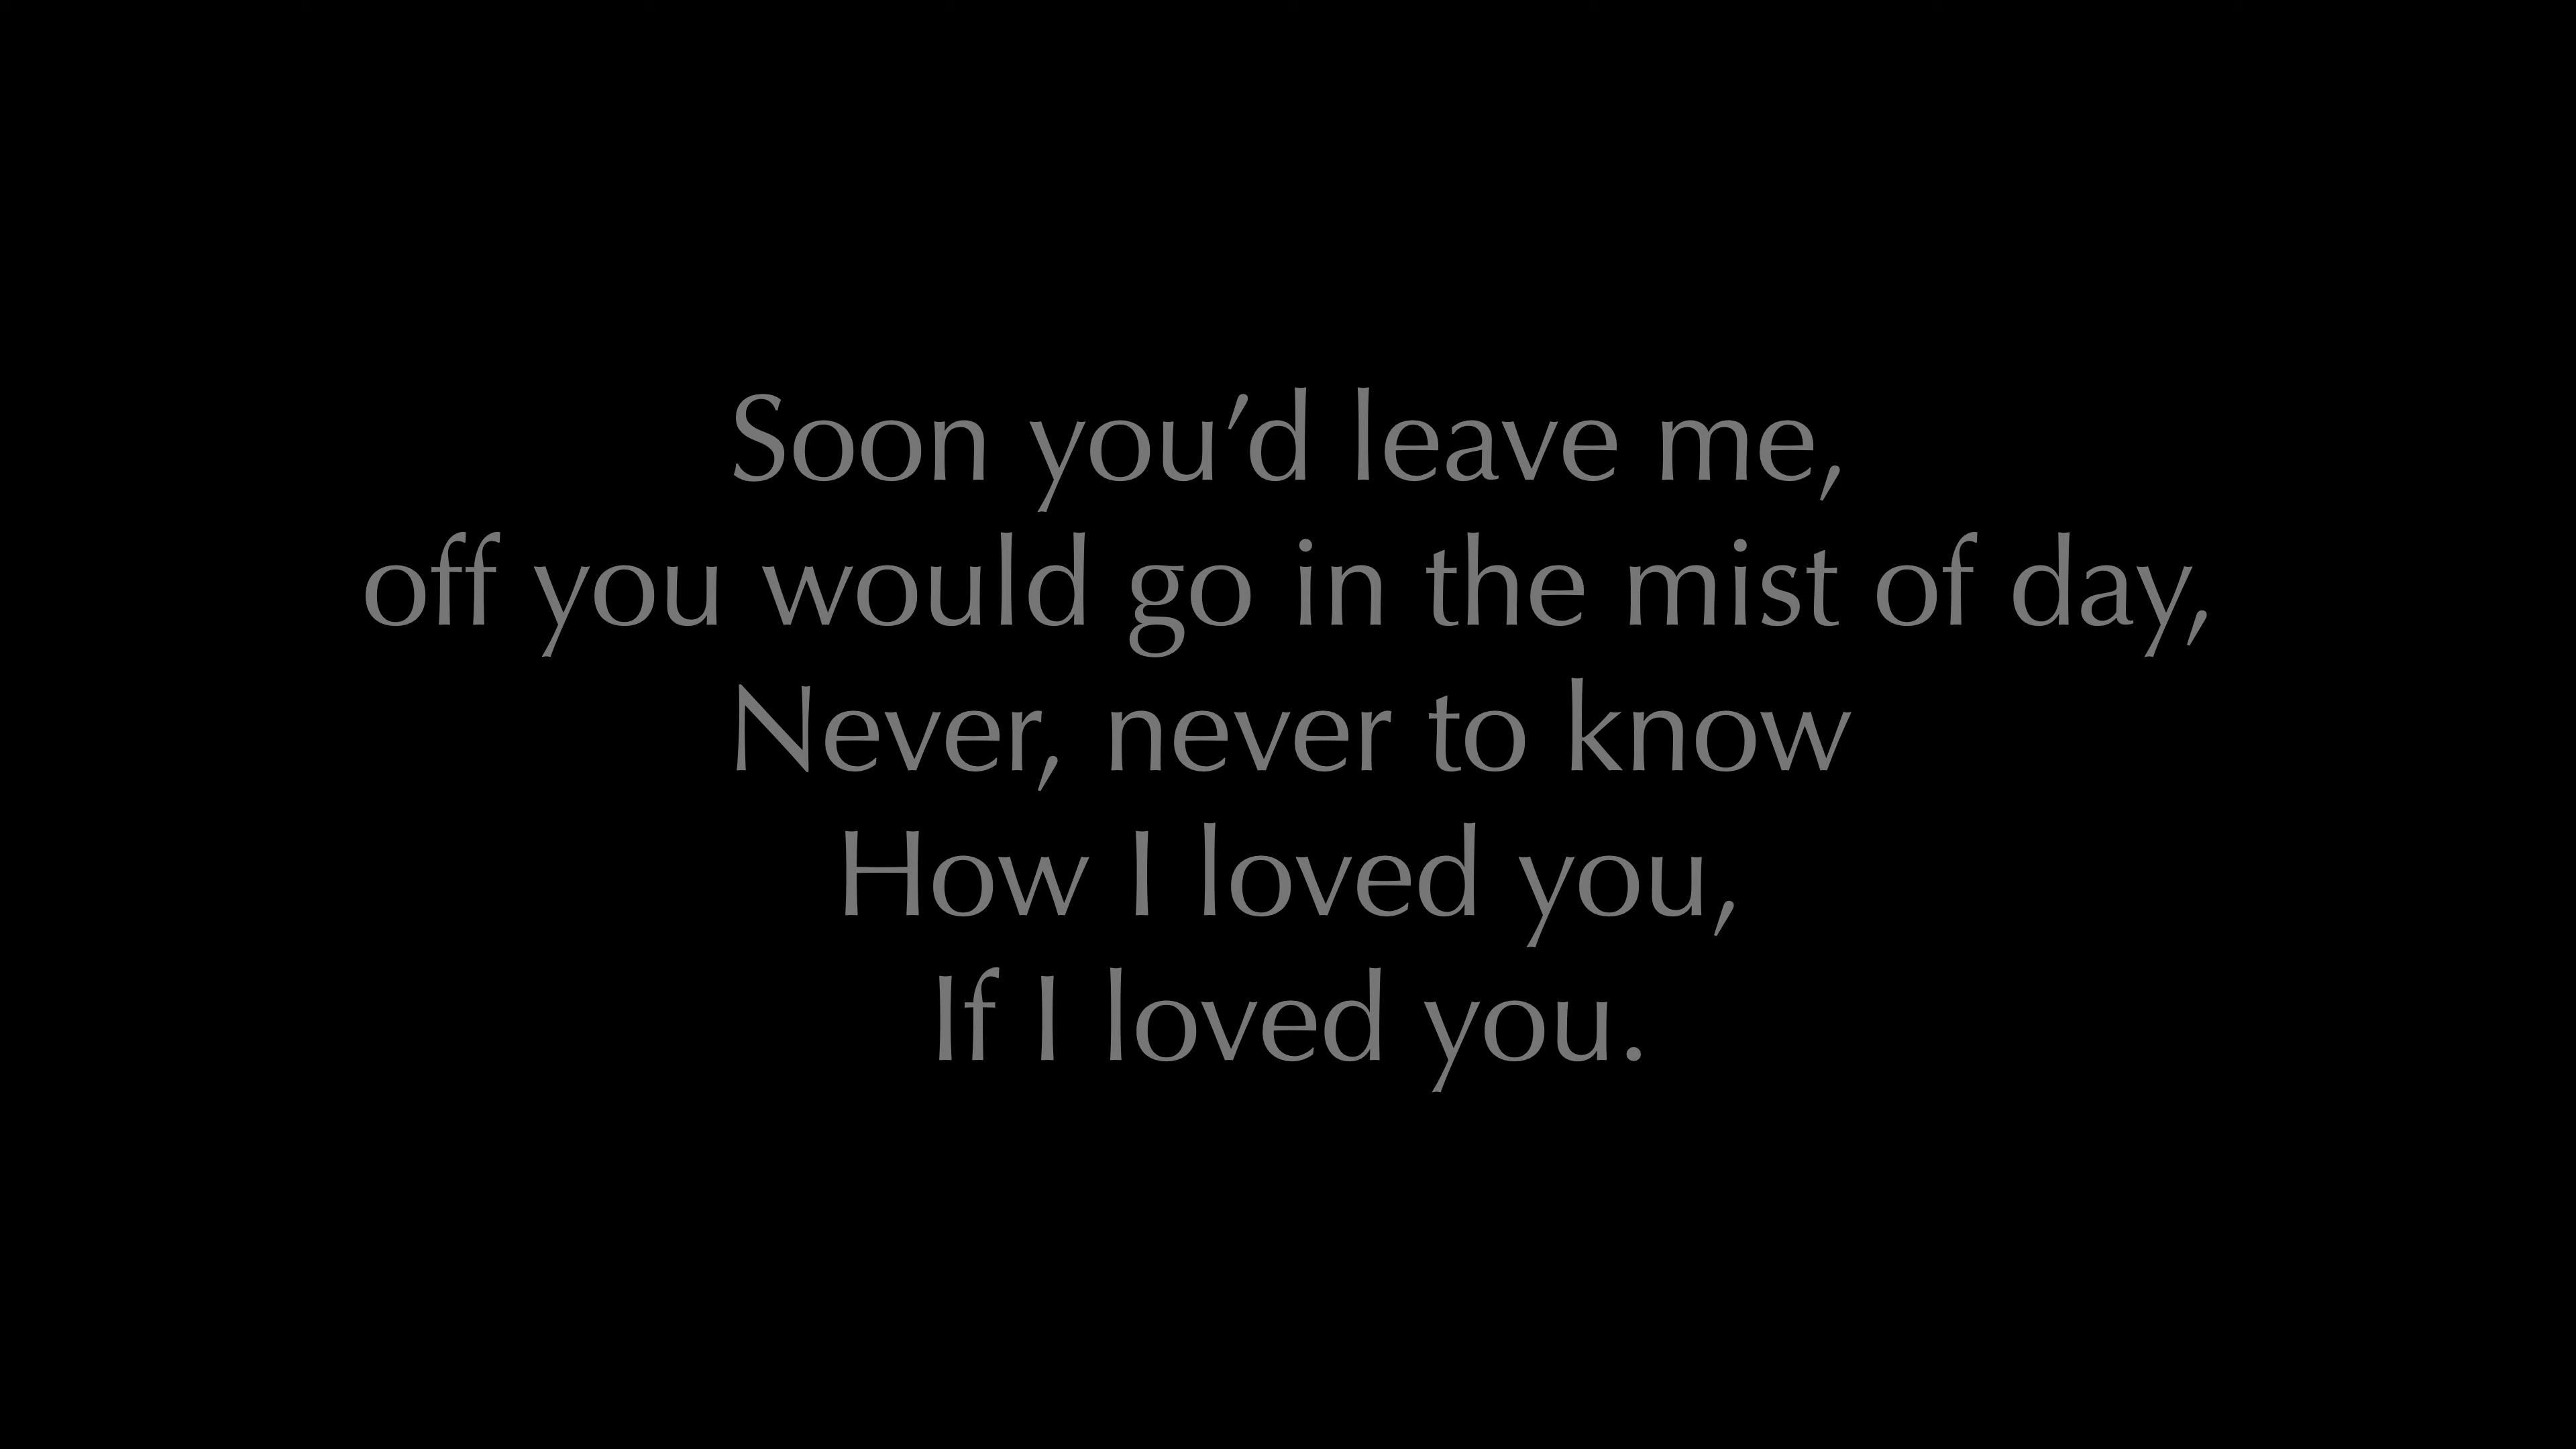 Soon you’d leave me,
off you would go in the mist of day,
Never, never to know
How I loved you,
If I loved you.